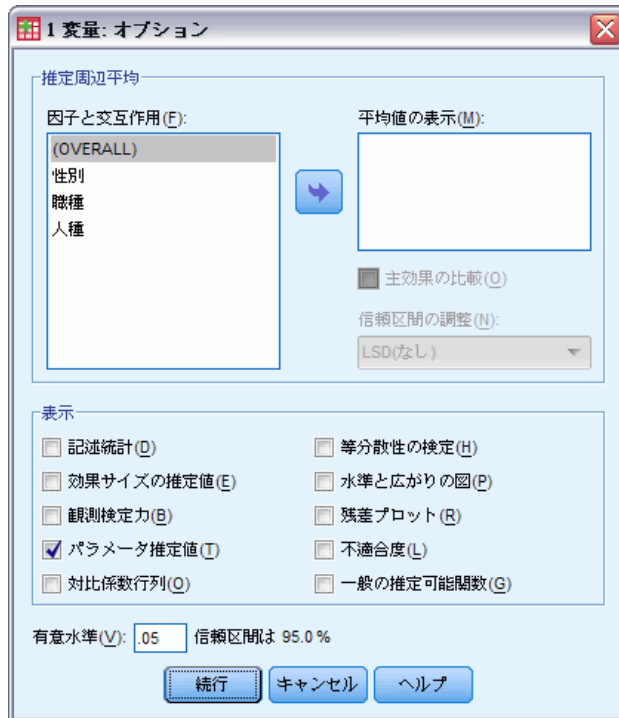 1 変量: オプション
推定周辺平均
因子と交互作用(F):
(OVERALL)
性別
職種
人種
平均値の表示(M):
主効果の比較(O)
信頼区間の調整(N):
LSD(なし)
表示
記述統計(D)
効果サイズの推定値(E)
観測検定力(B)
パラメータ推定値(T)
対比係数行列(O)
等分散性の検定(H)
水準と広がりの図(P)
残差プロット(R)
不適合度(L)
一般の推定可能関数(G)
有意水準(V): .05 信頼区間は 95.0 %
続行 キャンセル ヘルプ